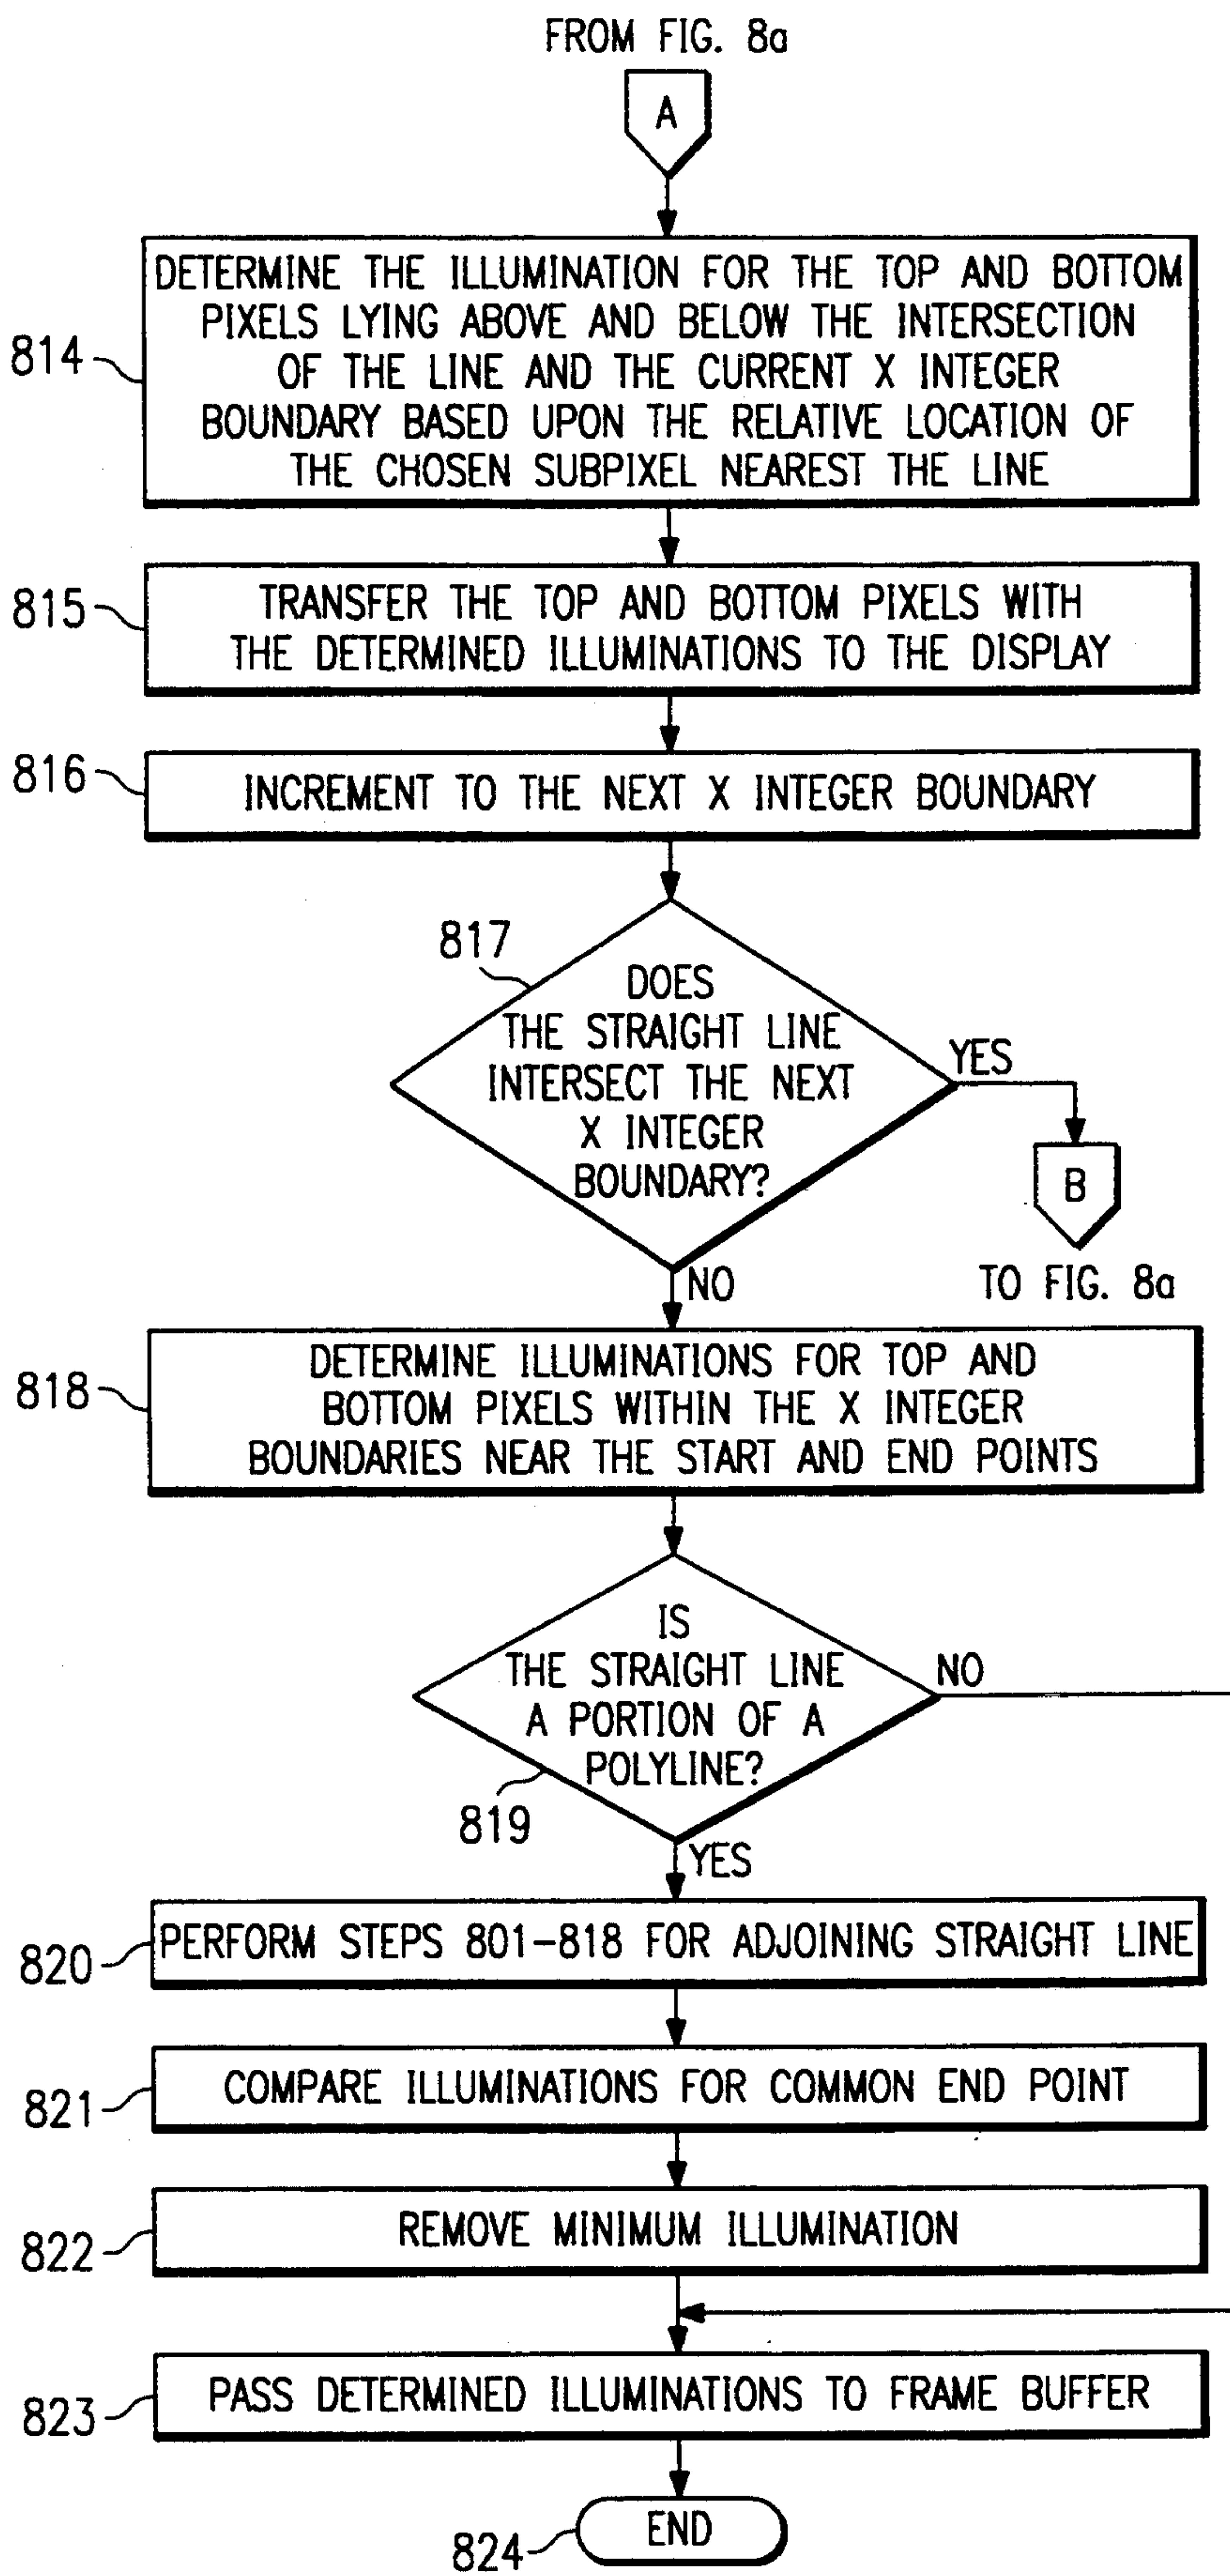 FROM FIG. 8a
A
814
DETERMINE THE ILLUMINATION FOR THE TOP AND BOTTOM
PIXELS LYING ABOVE AND BELOW THE INTERSECTION
OF THE LINE AND THE CURRENT X INTEGER
BOUNDARY BASED UPON THE RELATIVE LOCATION OF
THE CHOSEN SUBPIXEL NEAREST THE LINE
815
TRANSFER THE TOP AND BOTTOM PIXELS WITH
THE DETERMINED ILLUMINATIONS TO THE DISPLAY
816
INCREMENT TO THE NEXT X INTEGER BOUNDARY
817
DOES
THE STRAIGHT LINE
INTERSECT THE NEXT
X INTEGER
BOUNDARY?
YES
B
TO FIG. 8a
NO
818
DETERMINE ILLUMINATIONS FOR TOP AND
BOTTOM PIXELS WITHIN THE X INTEGER
BOUNDARIES NEAR THE START AND END POINTS
IS
THE STRAIGHT LINE
A PORTION OF A
POLYLINE?
NO
819
YES
820
PERFORM STEPS 801-818 FOR ADJOINING STRAIGHT LINE
821
COMPARE ILLUMINATIONS FOR COMMON END POINT
822
REMOVE MINIMUM ILLUMINATION
823
PASS DETERMINED ILLUMINATIONS TO FRAME BUFFER
824
END